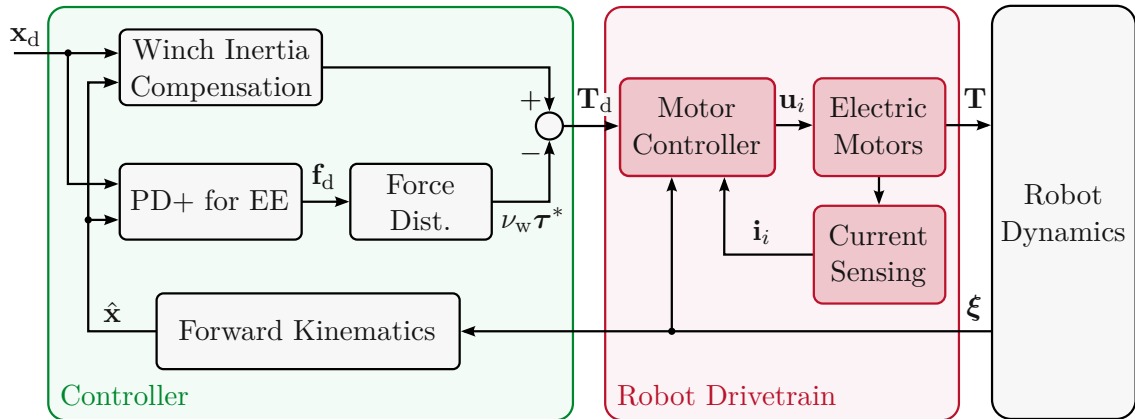 x_d
Winch Inertia
Compensation
+
−
T_d
Motor
Controller
u_i
Electric
Motors
T
PD+ for EE
f_d
Force
Dist.
ν_w τ*
i_i
Current
Sensing
Robot
Dynamics
x̂
Forward Kinematics
ξ
Controller
Robot Drivetrain